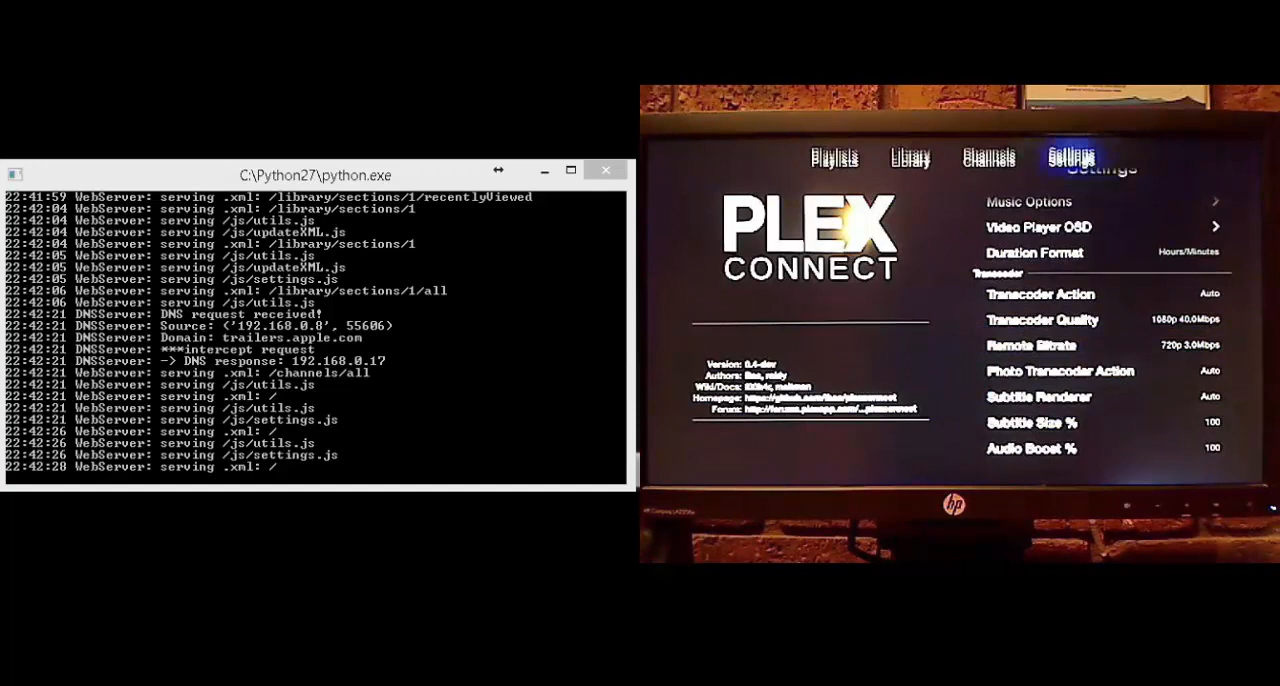 C:\Python27\python.exe
22:41:59 WebServer: serving .xml: /library/sections/1/recentlyViewed
22:42:04 WebServer: serving .xml: /library/sections/1
22:42:04 WebServer: serving /js/utils.js
22:42:04 WebServer: serving /js/updateXML.js
22:42:04 WebServer: serving .xml: /library/sections/1
22:42:05 WebServer: serving /js/utils.js
22:42:05 WebServer: serving /js/updateXML.js
22:42:05 WebServer: serving /js/settings.js
22:42:06 WebServer: serving .xml: /library/sections/1/all
22:42:06 WebServer: serving /js/utils.js
22:42:21 DNSServer: DNS request received!
22:42:21 DNSServer: Source: ('192.168.0.8', 55606)
22:42:21 DNSServer: Domain: trailers.apple.com
22:42:21 DNSServer: ***intercept request
22:42:21 DNSServer: -> DNS response: 192.168.0.17
22:42:21 WebServer: serving .xml: /channels/all
22:42:21 WebServer: serving /js/utils.js
22:42:21 WebServer: serving .xml: /
22:42:21 WebServer: serving /js/utils.js
22:42:21 WebServer: serving /js/settings.js
22:42:26 WebServer: serving .xml: /
22:42:26 WebServer: serving /js/utils.js
22:42:26 WebServer: serving /js/settings.js
22:42:28 WebServer: serving .xml: /
Playlists Library Channels Settings
Settings
PLEX
CONNECT
Version: 0.4-dev
Authors:
Wiki/Docs:
Homepage:
Forum:
Music Options >
Video Player OSD >
Duration Format Hours/Minutes
Transcoder
Transcoder Action Auto
Transcoder Quality 1080p 40.0Mbps
Remote Bitrate 720p 3.0Mbps
Photo Transcoder Action Auto
Subtitle Renderer Auto
Subtitle Size % 100
Audio Boost % 100
hp